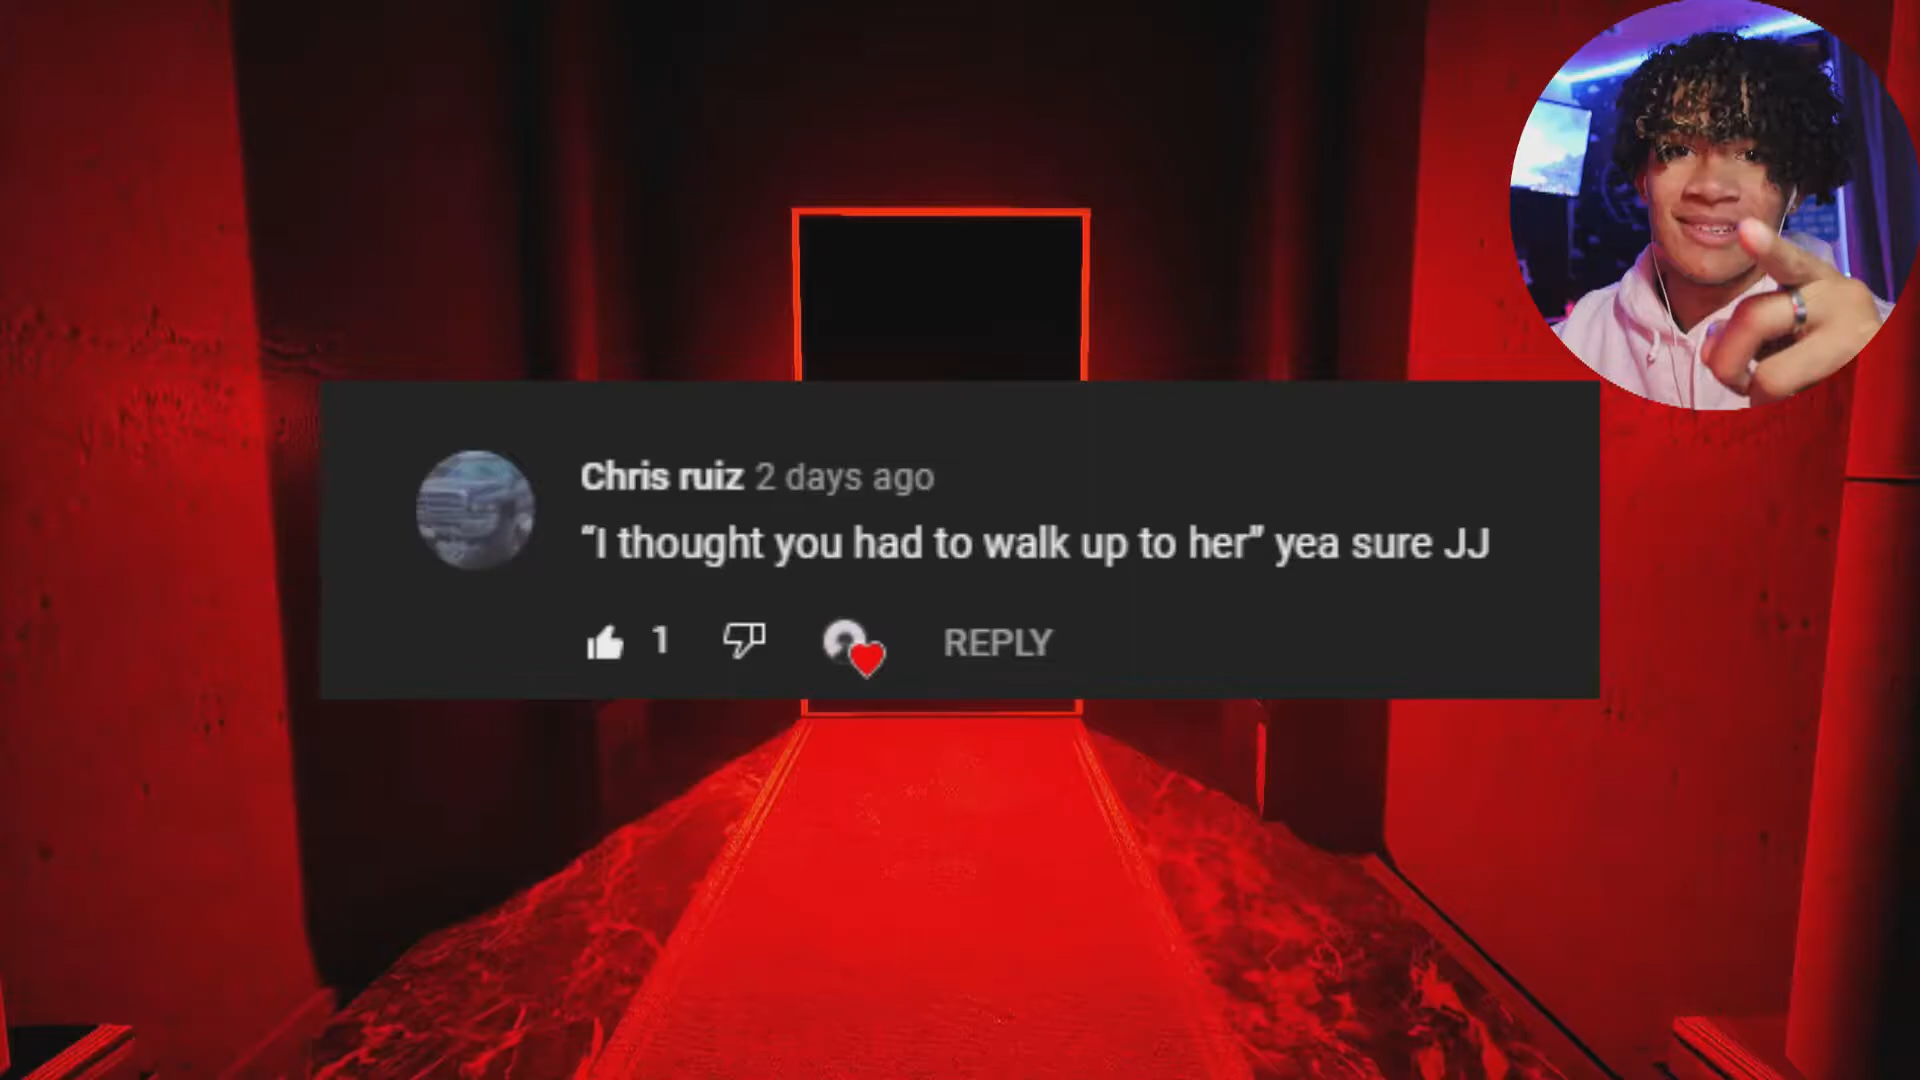 Chris ruiz 2 days ago
“I thought you had to walk up to her” yea sure JJ
1 REPLY